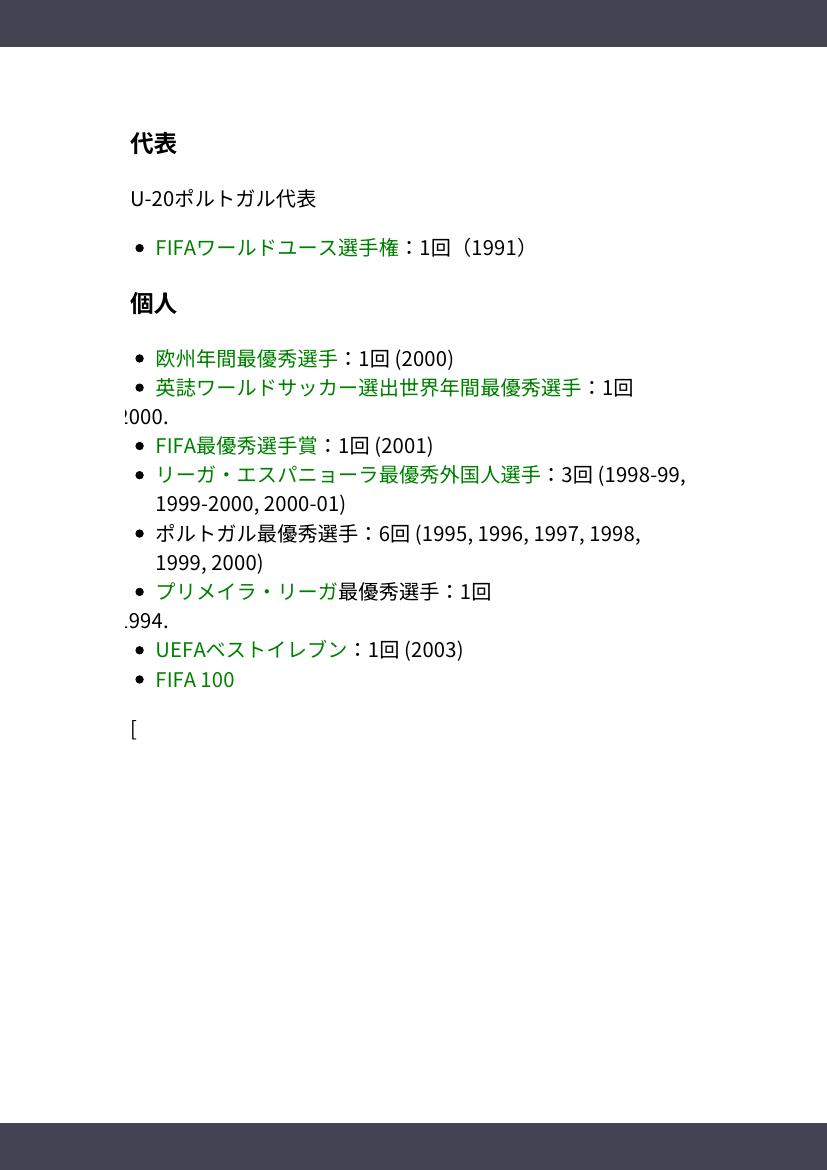 代表
U-20ポルトガル代表
• FIFAワールドユース選手権：1回（1991）
個人
• 欧州年間最優秀選手：1回 (2000)
• 英誌ワールドサッカー選出世界年間最優秀選手：1回
2000.
• FIFA最優秀選手賞：1回 (2001)
• リーガ・エスパニョーラ最優秀外国人選手：3回 (1998-99,
1999-2000, 2000-01)
• ポルトガル最優秀選手：6回 (1995, 1996, 1997, 1998,
1999, 2000)
• プリメイラ・リーガ最優秀選手：1回
1994.
• UEFAベストイレブン：1回 (2003)
• FIFA 100
[